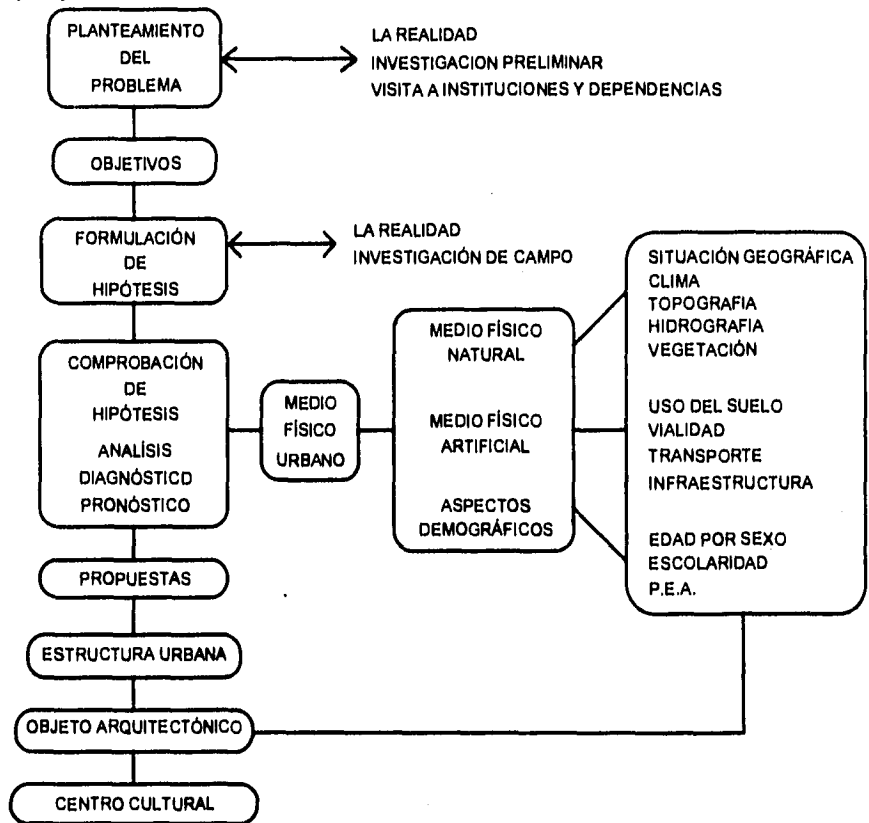 PLANTEAMIENTO
DEL
PROBLEMA
LA REALIDAD
INVESTIGACION PRELIMINAR
VISITA A INSTITUCIONES Y DEPENDENCIAS
OBJETIVOS
FORMULACIÓN
DE
HIPÓTESIS
LA REALIDAD
INVESTIGACIÓN DE CAMPO
COMPROBACIÓN
DE
HIPÓTESIS
ANALÍSIS
DIAGNÓSTICD
PRONÓSTICO
MEDIO
FÍSICO
URBANO
MEDIO FÍSICO
NATURAL
MEDIO FÍSICO
ARTIFICIAL
ASPECTOS
DEMOGRÁFICOS
SITUACIÓN GEOGRÁFICA
CLIMA
TOPOGRAFIA
HIDROGRAFIA
VEGETACIÓN
USO DEL SUELO
VIALIDAD
TRANSPORTE
INFRAESTRUCTURA
EDAD POR SEXO
ESCOLARIDAD
P.E.A.
PROPUESTAS
ESTRUCTURA URBANA
OBJETO ARQUITECTÓNICO
CENTRO CULTURAL